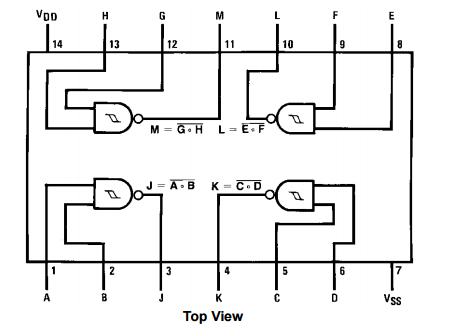 VDD H G M L F E
14 13 12 11 10 9 8
M = G∘H L = E∘F
J = A∘B K = C∘D
1 2 3 4 5 6 7
A B J K C D VSS
Top View